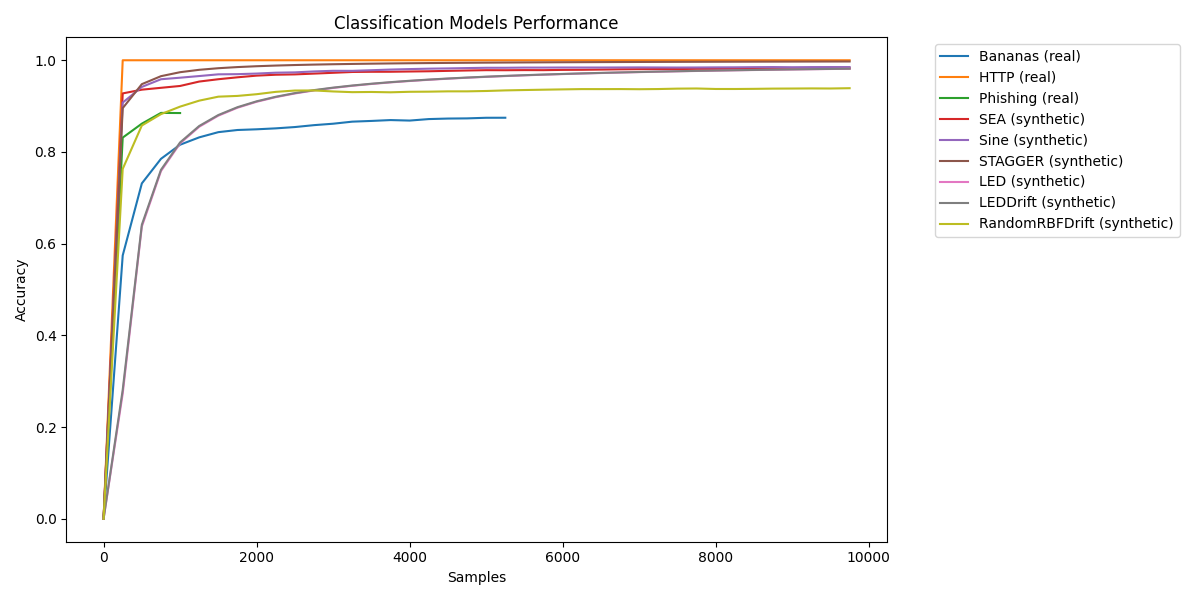 Classification Models Performance
Accuracy
1.0
0.8
0.6
0.4
0.2
0.0
0 2000 4000 6000 8000 10000
Samples
Bananas (real)
HTTP (real)
Phishing (real)
SEA (synthetic)
Sine (synthetic)
STAGGER (synthetic)
LED (synthetic)
LEDDrift (synthetic)
RandomRBFDrift (synthetic)